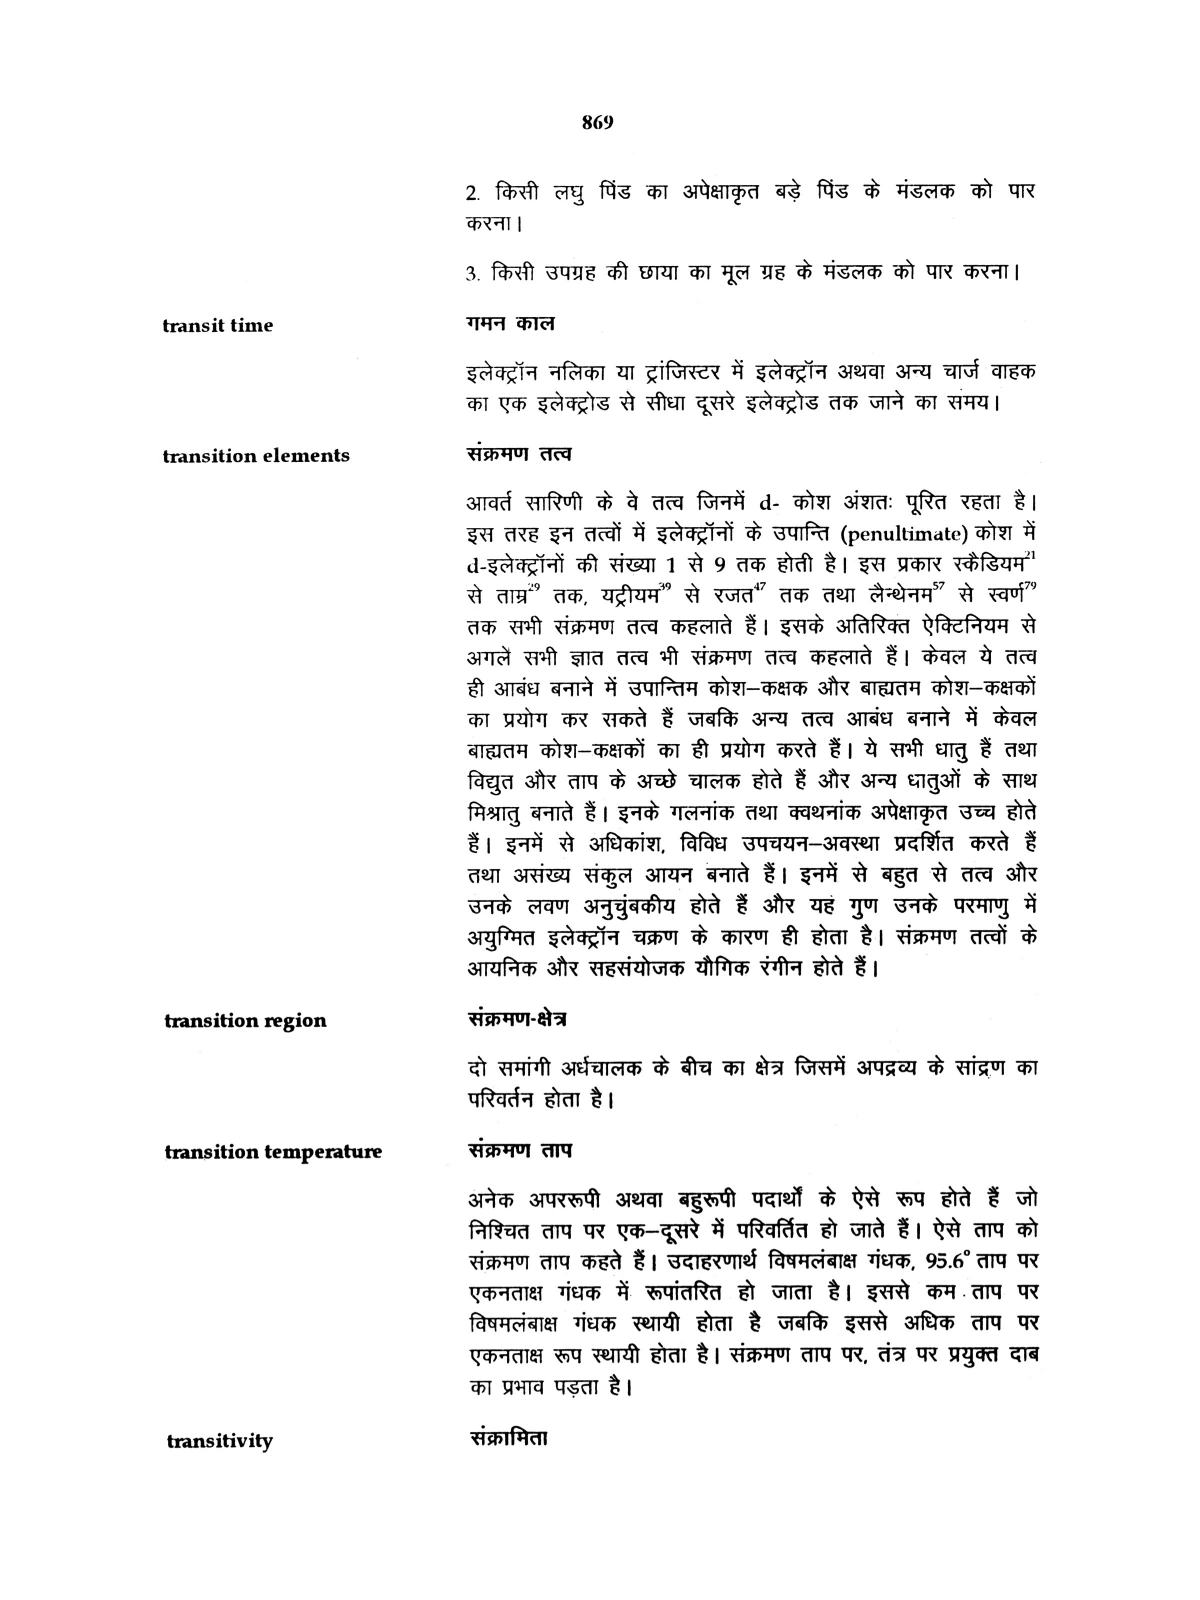 869
2. किसी लघु पिंड का अपेक्षाकृत बड़े पिंड के मंडलक को पार
करना।
3. किसी उपग्रह की छाया का मूल ग्रह के मंडलक को पार करना।
transit time गमन काल
इलेक्ट्रॉन नलिका या ट्रांजिस्टर में इलेक्ट्रॉन अथवा अन्य चार्ज वाहक
का एक इलेक्ट्रोड से सीधा दूसरे इलेक्ट्रोड तक जाने का समय।
transition elements संक्रमण तत्व
आवर्त सारिणी के वे तत्व जिनमें d- कोश अंशतः पूरित रहता है।
इस तरह इन तत्वों में इलेक्ट्रॉनों के उपान्ति (penultimate) कोश में
d-इलेक्ट्रॉनों की संख्या 1 से 9 तक होती है। इस प्रकार स्कैडियम²¹
से ताम्र²⁹ तक, यट्रीयम³⁹ से रजत⁴⁷ तक तथा लैन्थेनम⁵⁷ से स्वर्ण⁷⁹
तक सभी संक्रमण तत्व कहलाते हैं। इसके अतिरिक्त ऐक्टिनियम से
अगले सभी ज्ञात तत्व भी संक्रमण तत्व कहलाते हैं। केवल ये तत्व
ही आबंध बनाने में उपान्तिम कोश–कक्षक और बाह्यतम कोश–कक्षकों
का प्रयोग कर सकते हैं जबकि अन्य तत्व आबंध बनाने में केवल
बाह्यतम कोश–कक्षकों का ही प्रयोग करते हैं। ये सभी धातु हैं तथा
विद्युत और ताप के अच्छे चालक होते हैं और अन्य धातुओं के साथ
मिश्रातु बनाते हैं। इनके गलनांक तथा क्वथनांक अपेक्षाकृत उच्च होते
हैं। इनमें से अधिकांश, विविध उपचयन–अवस्था प्रदर्शित करते हैं
तथा असंख्य संकुल आयन बनाते हैं। इनमें से बहुत से तत्व और
उनके लवण अनुचुंबकीय होते हैं और यह गुण उनके परमाणु में
अयुग्मित इलेक्ट्रॉन चक्रण के कारण ही होता है। संक्रमण तत्वों के
आयनिक और सहसंयोजक यौगिक रंगीन होते हैं।
transition region संक्रमण-क्षेत्र
दो समांगी अर्धचालक के बीच का क्षेत्र जिसमें अपद्रव्य के सांद्रण का
परिवर्तन होता है।
transition temperature संक्रमण ताप
अनेक अपररूपी अथवा बहुरूपी पदार्थों के ऐसे रूप होते हैं जो
निश्चित ताप पर एक–दूसरे में परिवर्तित हो जाते हैं। ऐसे ताप को
संक्रमण ताप कहते हैं। उदाहरणार्थ विषमलंबाक्ष गंधक, 95.6° ताप पर
एकनताक्ष गंधक में रूपांतरित हो जाता है। इससे कम ताप पर
विषमलंबाक्ष गंधक स्थायी होता है जबकि इससे अधिक ताप पर
एकनताक्ष रूप स्थायी होता है। संक्रमण ताप पर, तंत्र पर प्रयुक्त दाब
का प्रभाव पड़ता है।
transitivity संक्रामिता